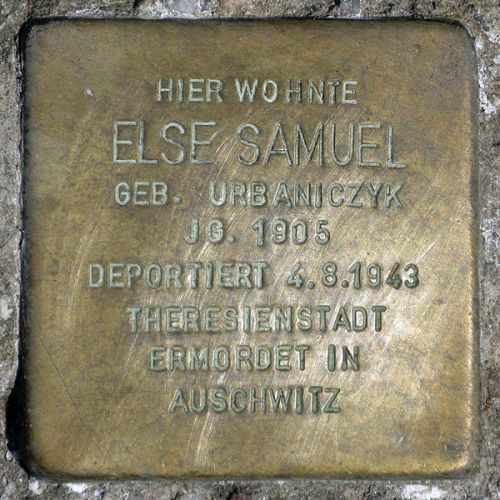 HIER WOHNTE
ELSE SAMUEL
GEB. URBANICZYK
JG. 1905
DEPORTIERT 4.8.1943
THERESIENSTADT
ERMORDET IN
AUSCHWITZ